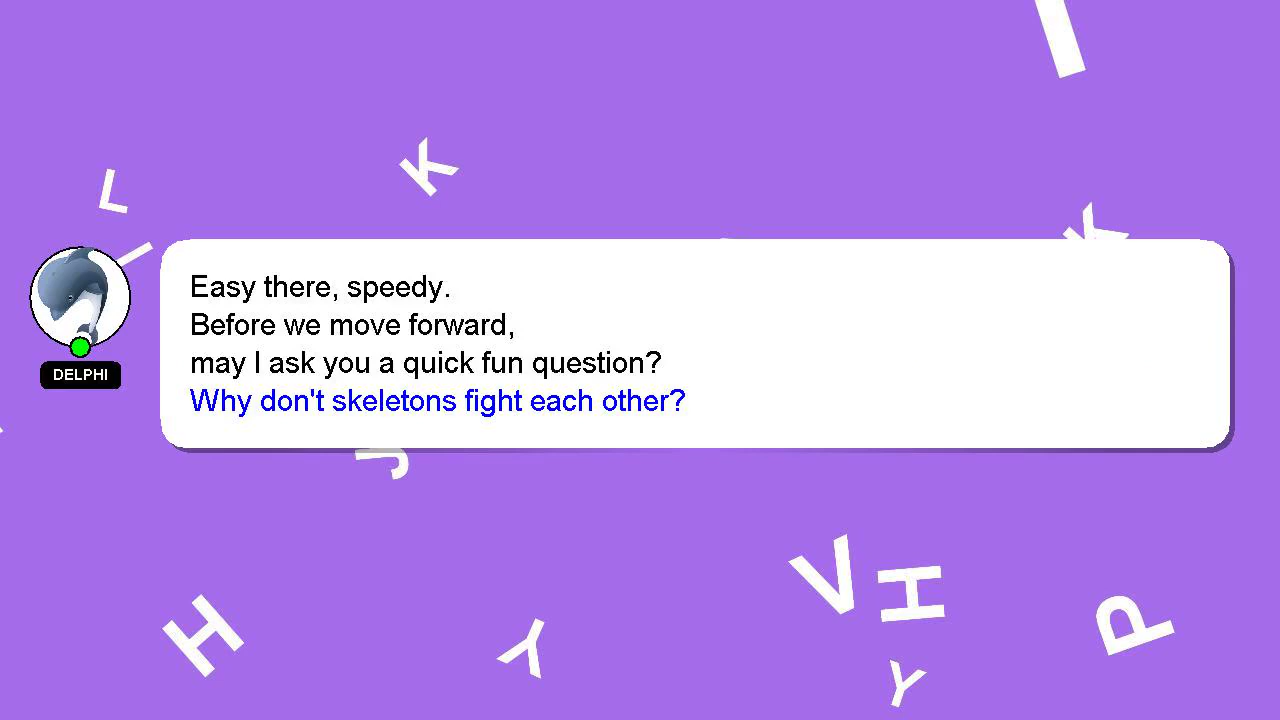 I
K
L
K
Easy there, speedy.
Before we move forward,
may I ask you a quick fun question?
Why don't skeletons fight each other?
DELPHI
J
V
H
P
H
Y
Y